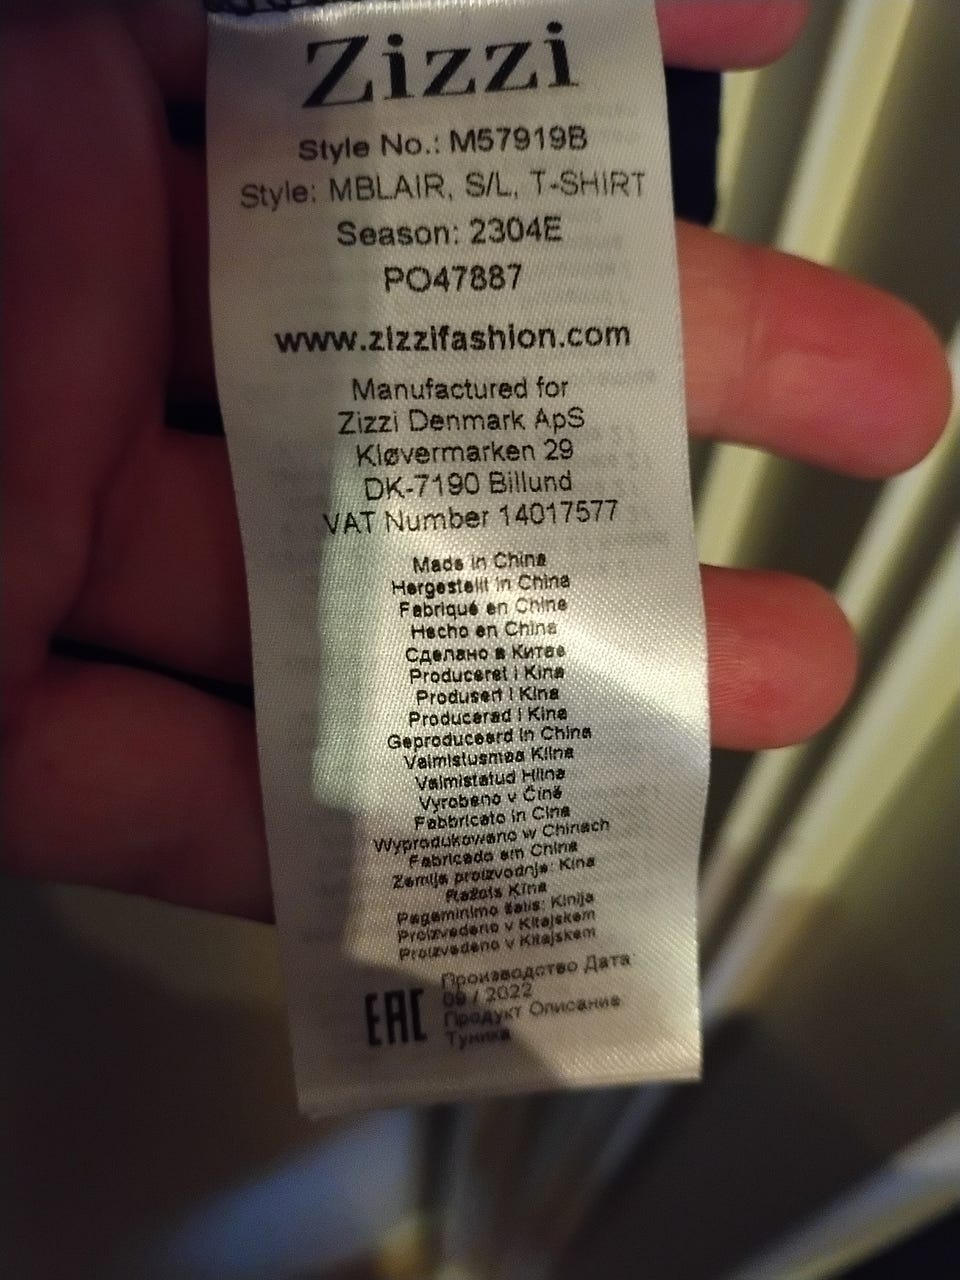 Zizzi
Style No.: M57919B
Style: MBLAIR, S/L, T-SHIRT
Season: 2304E
PO47887
www.zizzifashion.com
Manufactured for
Zizzi Denmark ApS
Kløvermarken 29
DK-7190 Billund
VAT Number 14017577
Made in China
Hergestellt in China
Fabriqué en Chine
Hecho en China
Сделано в Китае
Produceret i Kina
Produsert i Kina
Producerad i Kina
Geproduceerd in China
Valmistusmaa Kiina
Valmistatud Hiina
Vyrobeno v Čině
Fabbricato in Cina
Wyprodukowano w Chinach
Fabricado em China
Zemlja proizvodnje: Kina
Ražots Ķīna
Pagaminimo šalis: Kinija
Proizvedeno v Kitajskem
Proizvedeno v Kitajskem
EAC
Производство Дата:
09 / 2022
Продукт Описание
Туника